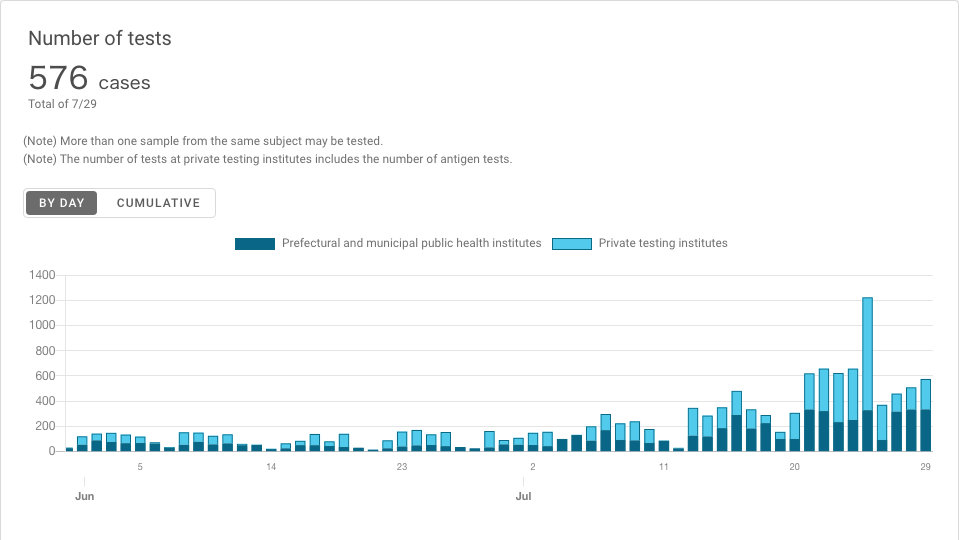 Number of tests
576 cases
Total of 7/29
(Note) More than one sample from the same subject may be tested.
(Note) The number of tests at private testing institutes includes the number of antigen tests.
BY DAY CUMULATIVE
Prefectural and municipal public health institutes Private testing institutes
1400
1200
1000
800
600
400
200
0
5 14 23 2 11 20 29
Jun Jul